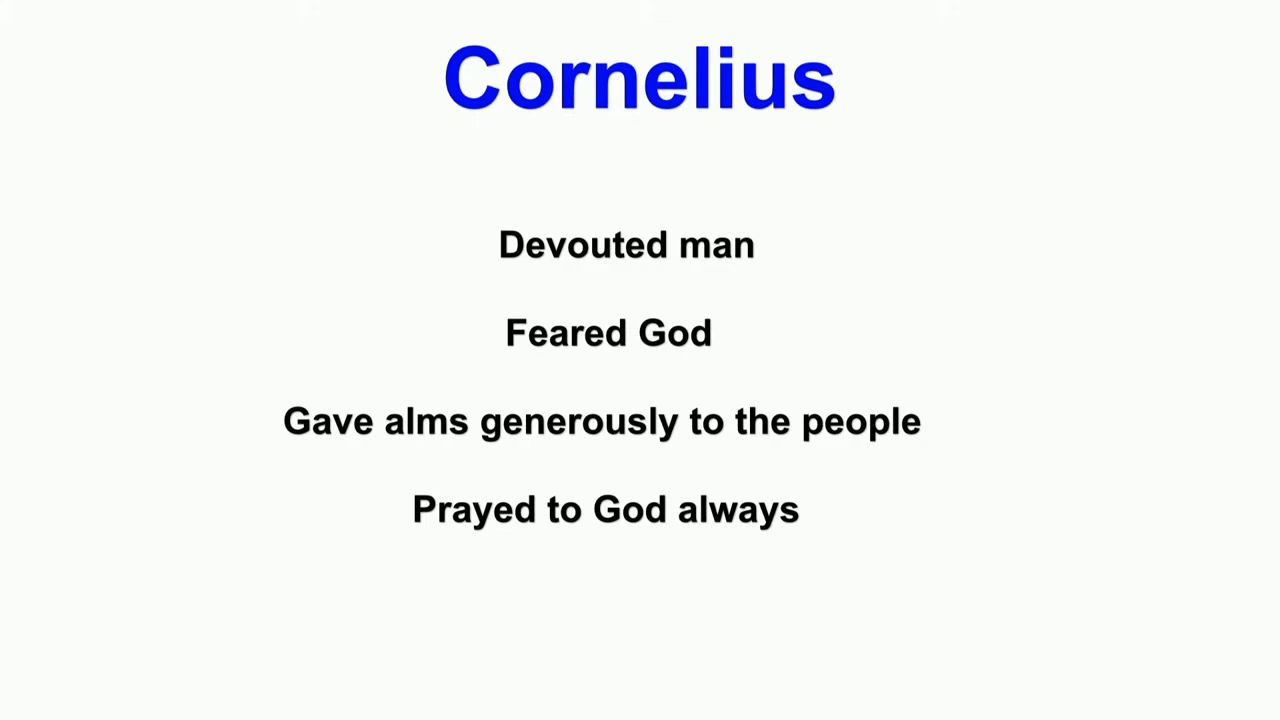 Cornelius
Devouted man
Feared God
Gave alms generously to the people
Prayed to God always